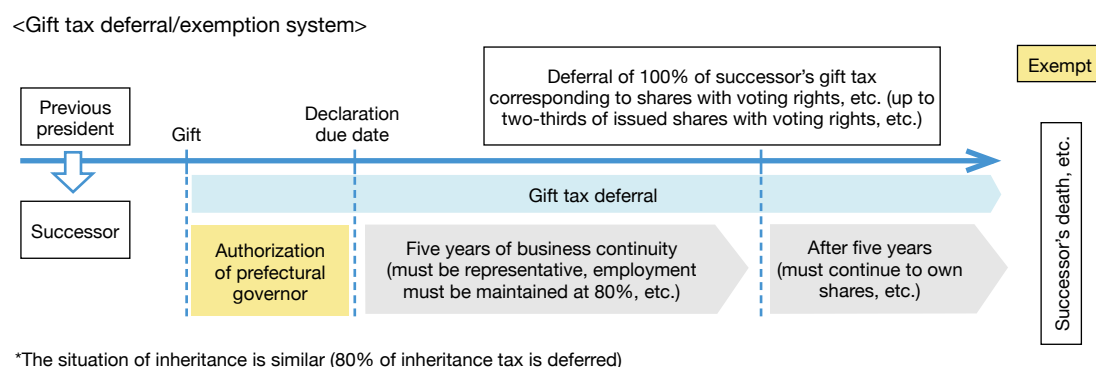 <Gift tax deferral/exemption system>
Exempt
Deferral of 100% of successor's gift tax
corresponding to shares with voting rights, etc. (up to
two-thirds of issued shares with voting rights, etc.)
Previous
president
Gift
Declaration
due date
Successor's death, etc.
Gift tax deferral
Successor
Authorization
of prefectural
governor
Five years of business continuity
(must be representative, employment
must be maintained at 80%, etc.)
After five years
(must continue to own
shares, etc.)
*The situation of inheritance is similar (80% of inheritance tax is deferred)